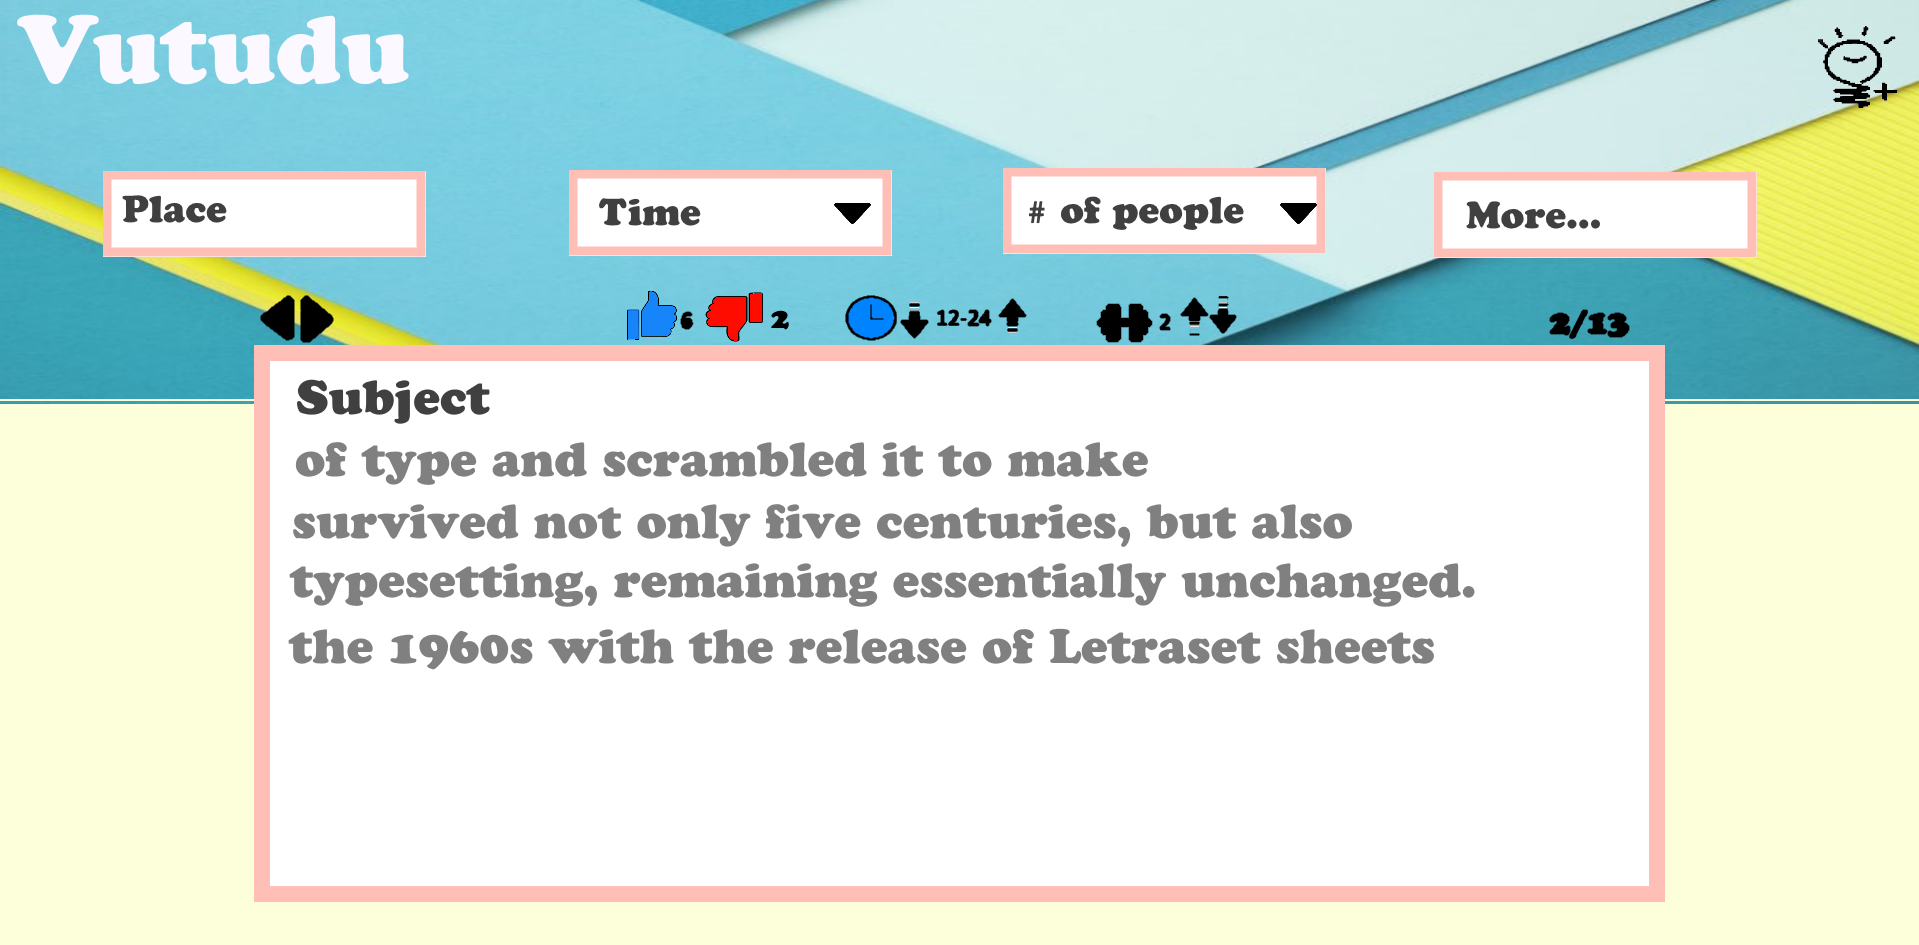 Vutudu
Place
Time
# of people
More...
6
2
12-24
2
2/13
Subject
of type and scrambled it to make
survived not only five centuries, but also
typesetting, remaining essentially unchanged.
the 1960s with the release of Letraset sheets